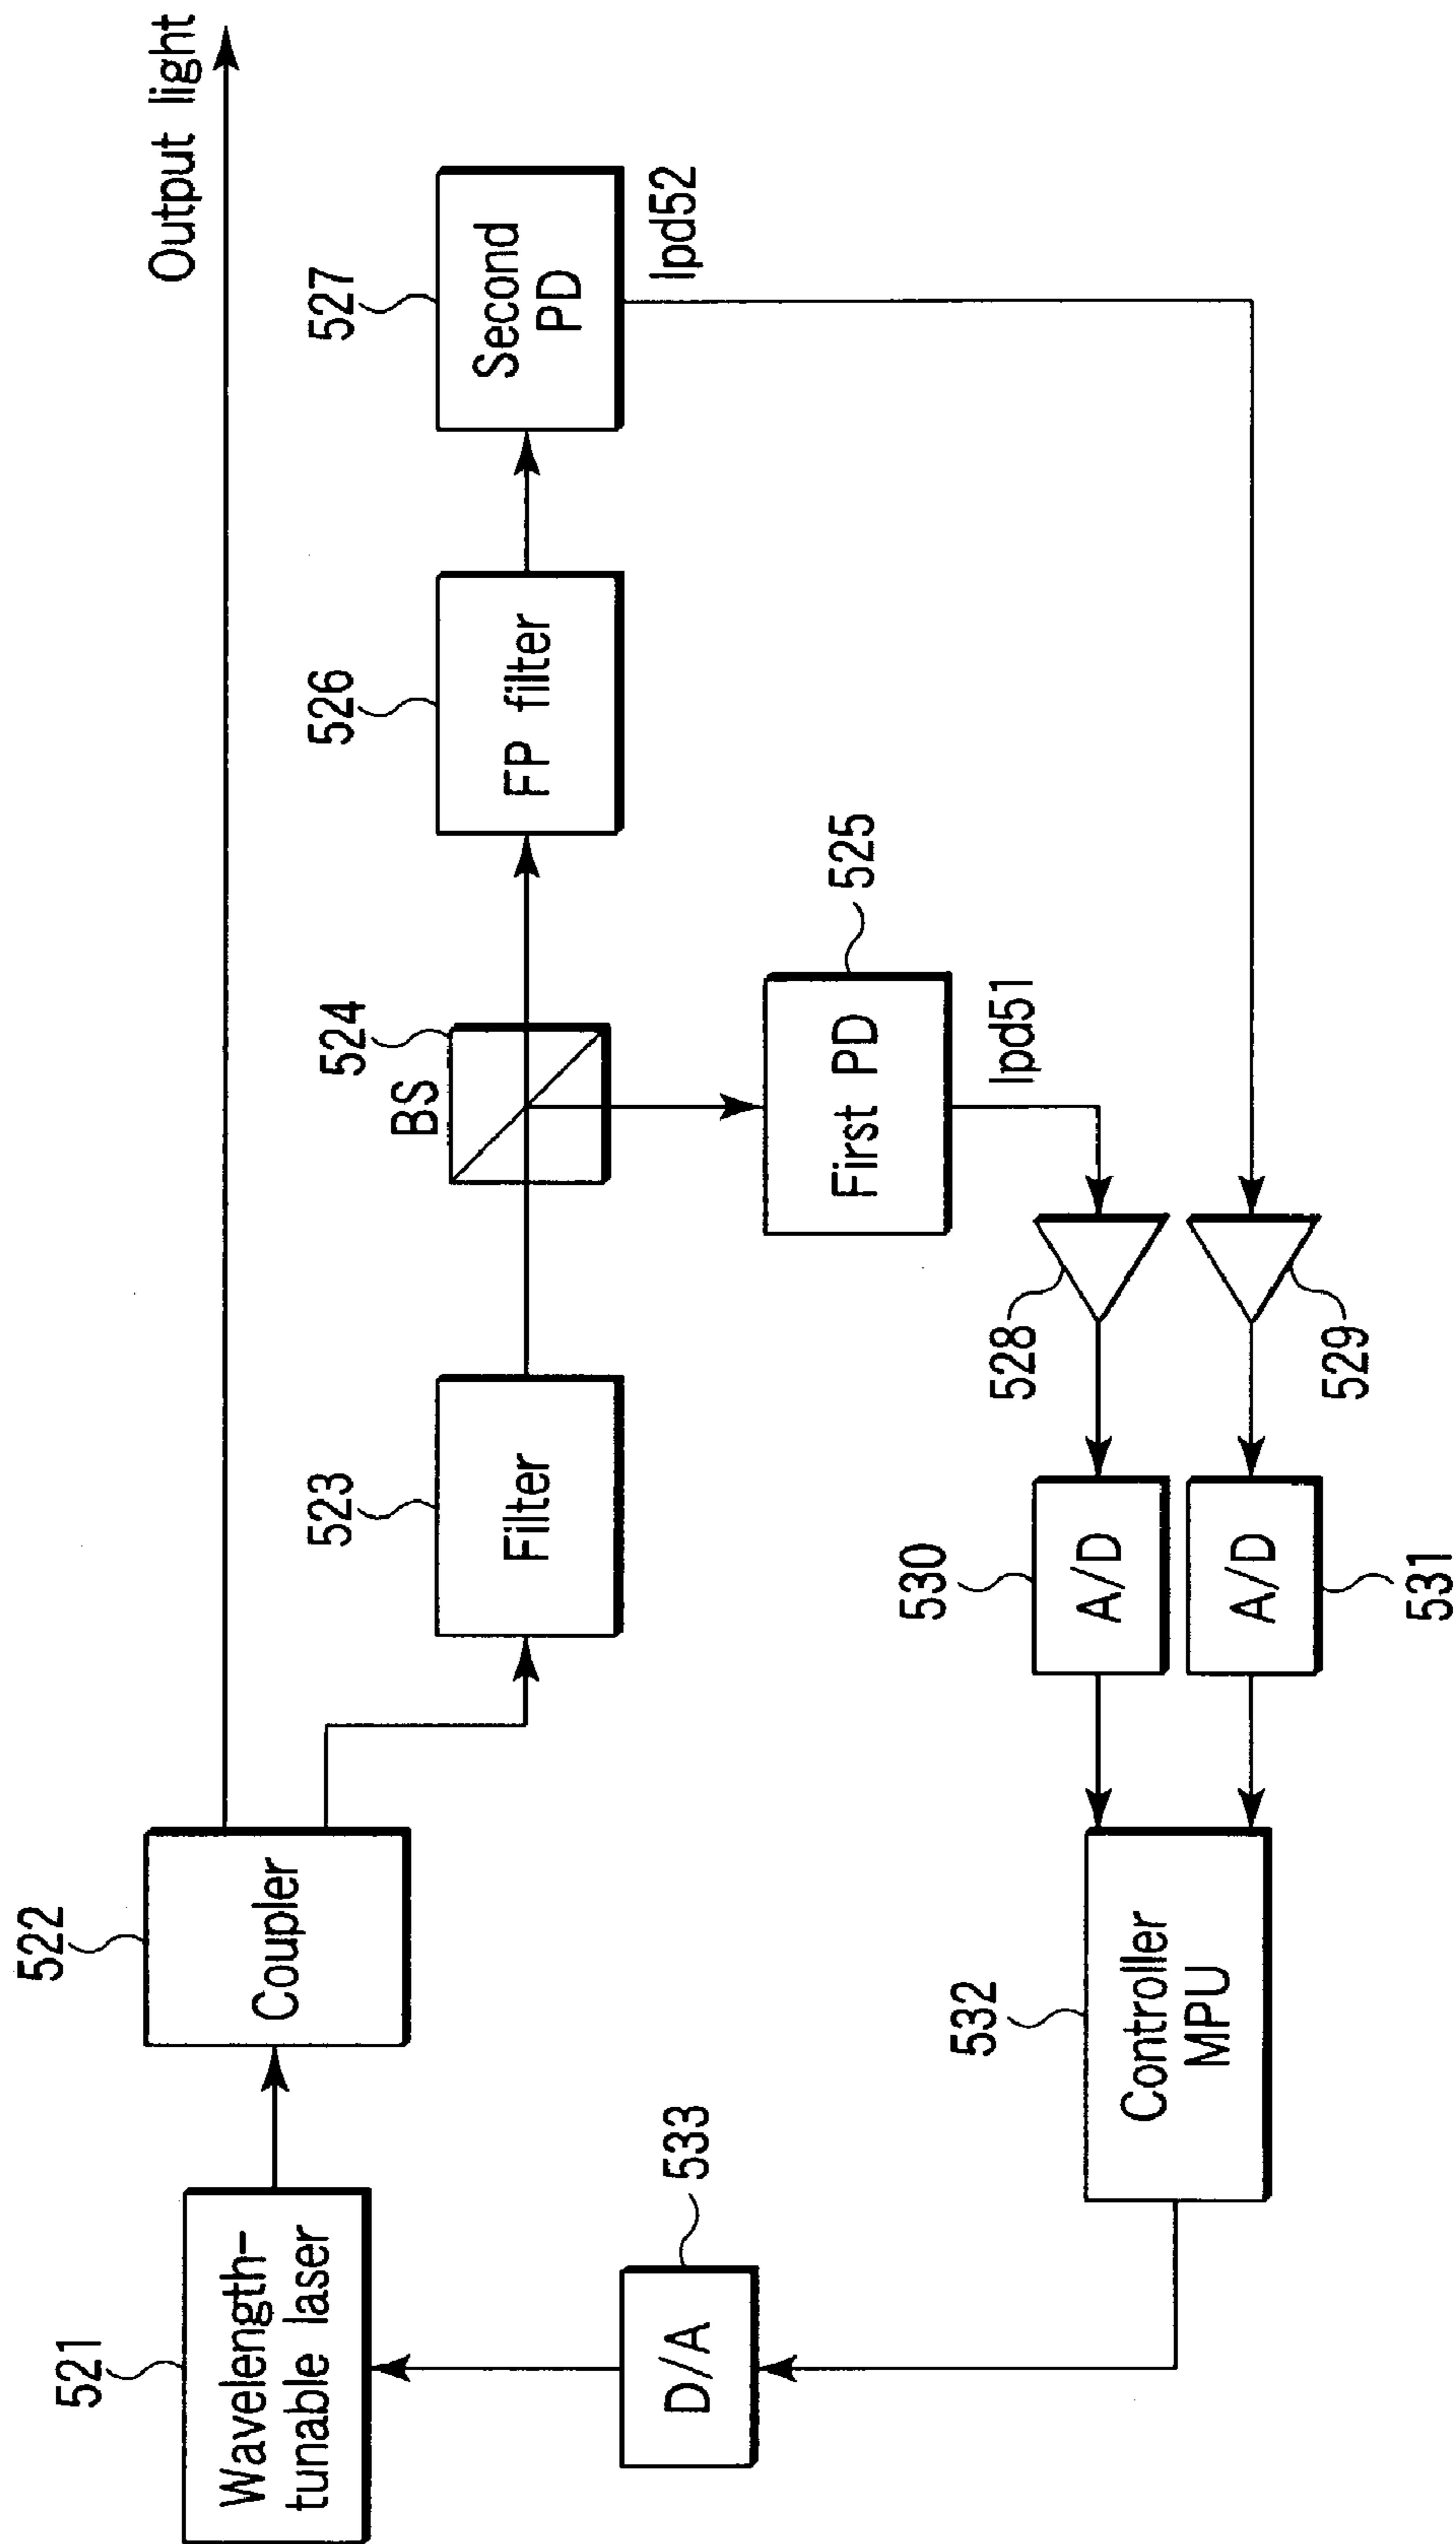 Output light
521
Wavelength-
tunable laser
522
Coupler
523
Filter
524
BS
526
FP filter
527
Second
PD
Ipd52
525
First PD
Ipd51
528
529
530
A/D
A/D
531
532
Controller
MPU
533
D/A